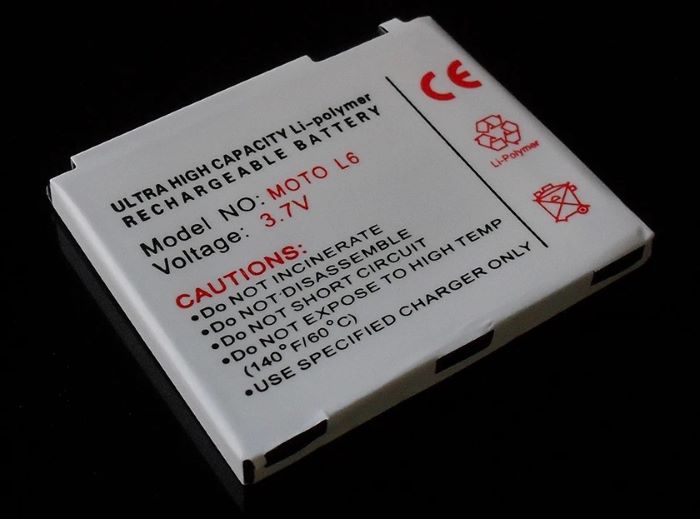 ULTRA HIGH CAPACITY Li-polymer
RECHARGEABLE BATTERY
Model NO: MOTO L6
Voltage: 3.7V
CAUTIONS:
•Do NOT INCINERATE
•Do NOT DISASSEMBLE
•Do NOT SHORT CIRCUIT
•Do NOT EXPOSE TO HIGH TEMP
(140°F/60°C)
•USE SPECIFIED CHARGER ONLY
CE
Li-Polymer